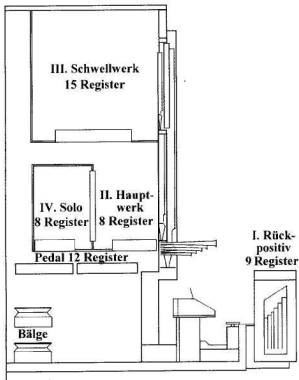 III. Schwellwerk
15 Register
II. Haupt-
werk
8 Register
IV. Solo
8 Register
I. Rück-
positiv
9 Register
Pedal 12 Register
Bälge